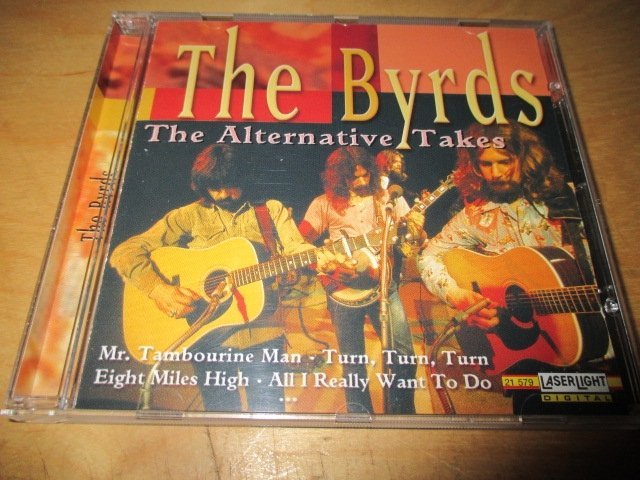 The Byrds
The Alternative Takes
The Byrds
Mr. Tambourine Man - Turn, Turn, Turn
Eight Miles High - All I Really Want To Do
...
21 579
LASERLIGHT
DIGITAL